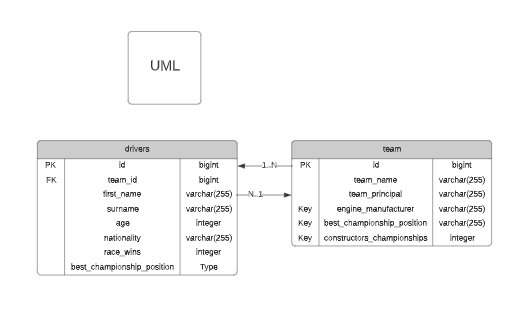 UML
drivers
PK id bigint
FK team_id bigint
first_name varchar(255)
surname varchar(255)
age integer
nationality varchar(255)
race_wins integer
best_championship_position Type
1..N
N..1
team
PK id bigint
team_name varchar(255)
team_principal varchar(255)
Key engine_manufacturer varchar(255)
Key best_championship_position varchar(255)
Key constructors_championships integer